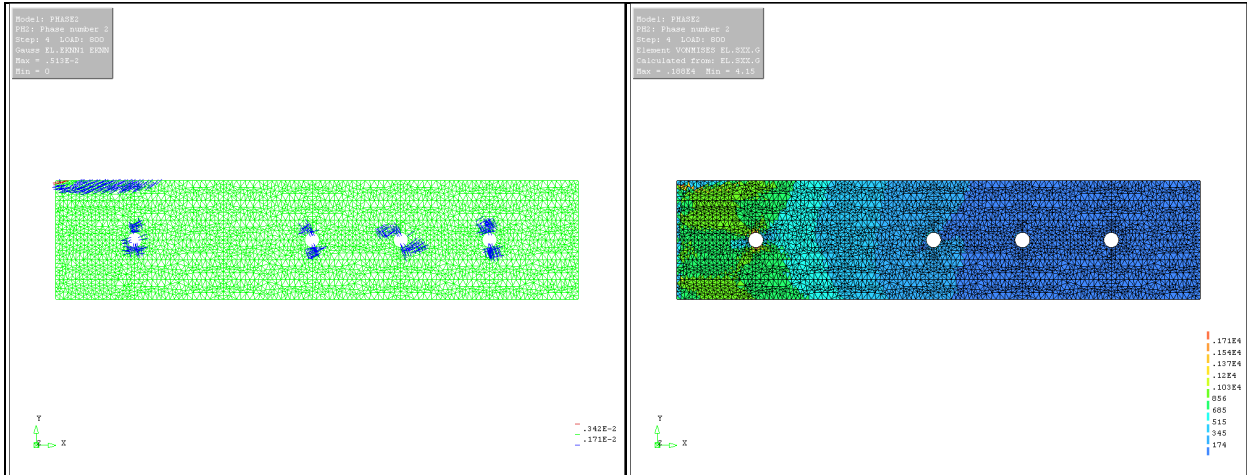 Model: PHASE2
PH2: Phase number 2
Step: 4 LOAD: 800
Gauss EL.EKNN1 EKNN
Max = .513E-2
Min = 0
Y
Z X
.342E-2
.171E-2
Model: PHASE2
PH2: Phase number 2
Step: 4 LOAD: 800
Element VONMISES EL.SXX.G
Calculated from: EL.SXX.G
Max = .188E4 Min = 4.15
Y
Z X
.171E4
.154E4
.137E4
.12E4
.103E4
856
685
515
345
174